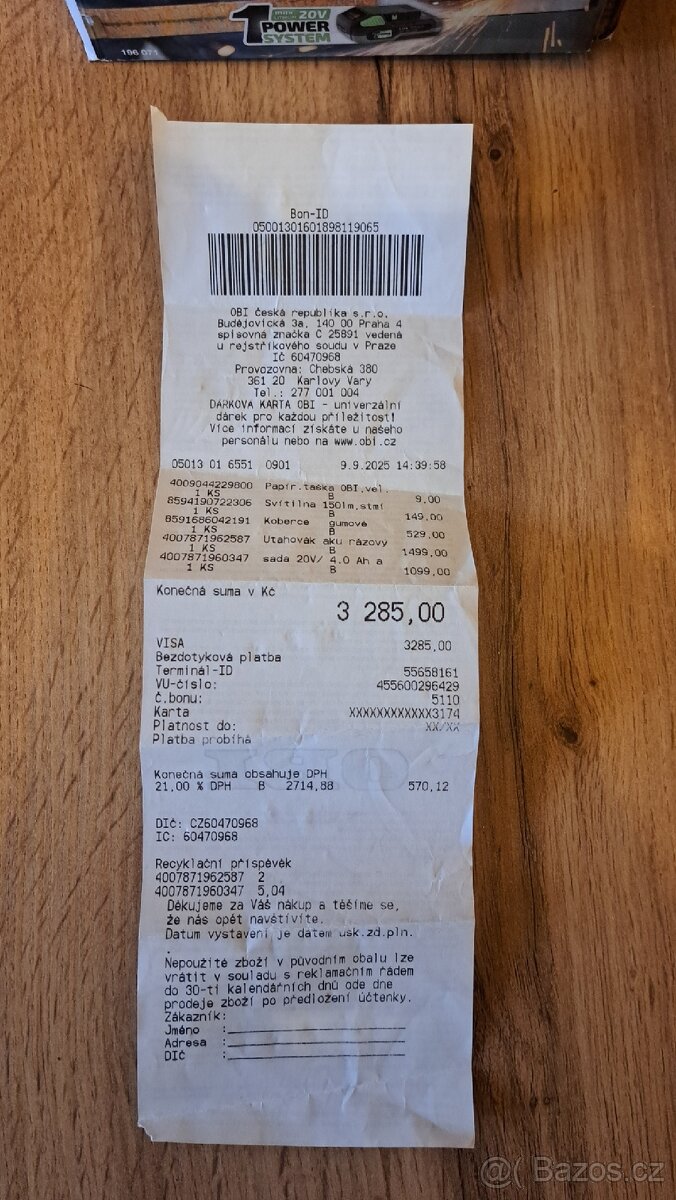 1 20V
POWER
SYSTEM
196 071
Bon-ID
05001301601898119065
OBI česká republika s.r.o.
Budějovická 3a, 140 00 Praha 4
spisovná značka C 25891 vedená
u rejstříkového soudu v Praze
IČ 60470968
Provozovna: Chebská 380
361 20 Karlovy Vary
Tel.: 277 001 004
DÁRKOVÁ KARTA OBI - univerzální
dárek pro každou příležitost!
Více informací získáte u našeho
personálu nebo na www.obi.cz
05013 01 6551 0901 9.9.2025 14:39:58
4009044229800 Papír.taška OBI,vel.
1 KS B 9,00
8594190722306 Svítilna 150lm,stmí
1 KS B 149,00
8591686042191 Koberce gumové
1 KS B 529,00
4007871962587 Utahovák aku rázový
1 KS B 1499,00
4007871960347 sada 20V/ 4.0 Ah a
1 KS B 1099,00
Konečná suma v Kč
3 285,00
VISA 3285,00
Bezdotyková platba
Terminál-ID 55658161
VU-číslo: 455600296429
Č.bonu: 5110
Karta XXXXXXXXXXXX3174
Platnost do: XX/XX
Platba probíhá
Konečná suma obsahuje DPH
21,00 % DPH B 2714,88 570,12
DIČ: CZ60470968
IČ: 60470968
Recyklační příspěvek
4007871962587 2
4007871960347 5,04
Děkujeme za Váš nákup a těšíme se,
že nás opět navštívíte.
Datum vystavení je datem usk.zd.pln.
.
Nepoužité zboží v původním obalu lze
vrátit v souladu s reklamačním řádem
do 30-ti kalendářních dnů ode dne
prodeje zboží po předložení účtenky.
Zákazník:
Jméno :
Adresa :
DIČ :
@( Bazos.cz